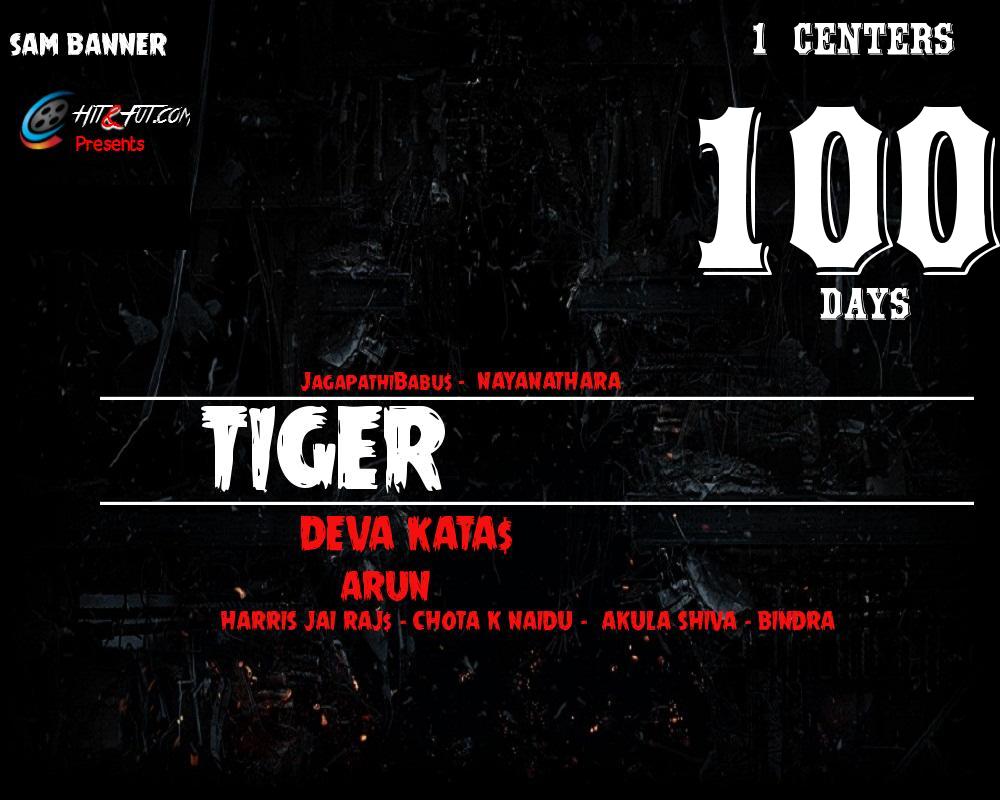 SAM BANNER
1 CENTERS
HIT&FUT.COM
Presents
100
DAYS
JAGAPATHIBABU$ - NAYANATHARA
TIGER
DEVA KATA$
ARUN
HARRIS JAI RAJ$ - CHOTA K NAIDU - AKULA SHIVA - BINDRA